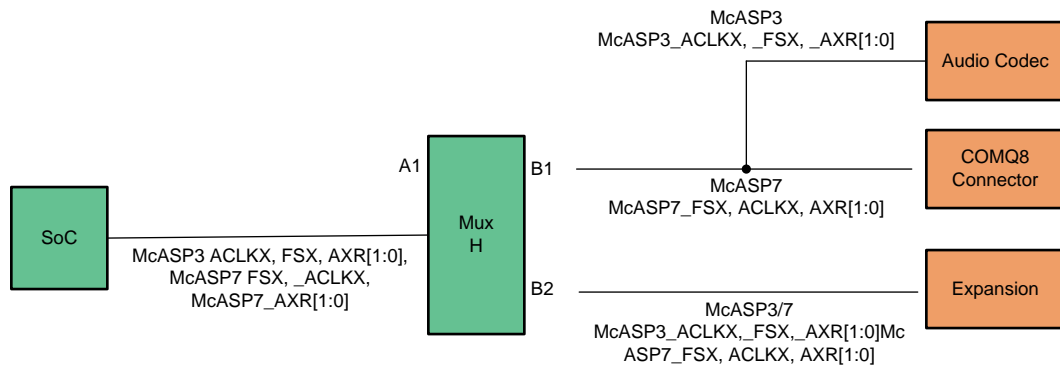 McASP3
McASP3_ACLKX, _FSX, _AXR[1:0]
Audio Codec
A1
B1
COMQ8
Connector
McASP7
McASP7_FSX, ACLKX, AXR[1:0]
SoC
Mux
H
McASP3 ACLKX, FSX, AXR[1:0],
McASP7 FSX, _ACLKX,
McASP7_AXR[1:0]
B2
Expansion
McASP3/7
McASP3_ACLKX,_FSX,_AXR[1:0]Mc
ASP7_FSX, ACLKX, AXR[1:0]